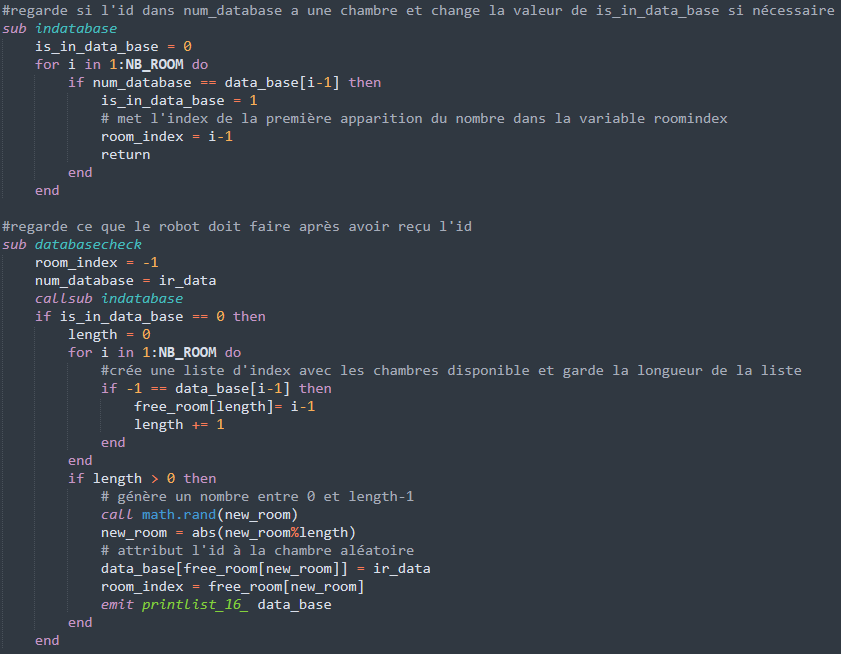 #regarde si l'id dans num_database a une chambre et change la valeur de is_in_data_base si nécessaire
sub indatabase
    is_in_data_base = 0
    for i in 1:NB_ROOM do
        if num_database == data_base[i-1] then
            is_in_data_base = 1
            # met l'index de la première apparition du nombre dans la variable roomindex
            room_index = i-1
            return
        end
    end

#regarde ce que le robot doit faire après avoir reçu l'id
sub databasecheck
    room_index = -1
    num_database = ir_data
    callsub indatabase
    if is_in_data_base == 0 then
        length = 0
        for i in 1:NB_ROOM do
            #crée une liste d'index avec les chambres disponible et garde la longueur de la liste
            if -1 == data_base[i-1] then
                free_room[length]= i-1
                length += 1
            end
        end
        if length > 0 then
            # génère un nombre entre 0 et length-1
            call math.rand(new_room)
            new_room = abs(new_room%length)
            # attribut l'id à la chambre aléatoire
            data_base[free_room[new_room]] = ir_data
            room_index = free_room[new_room]
            emit printlist_16_ data_base
        end
    end